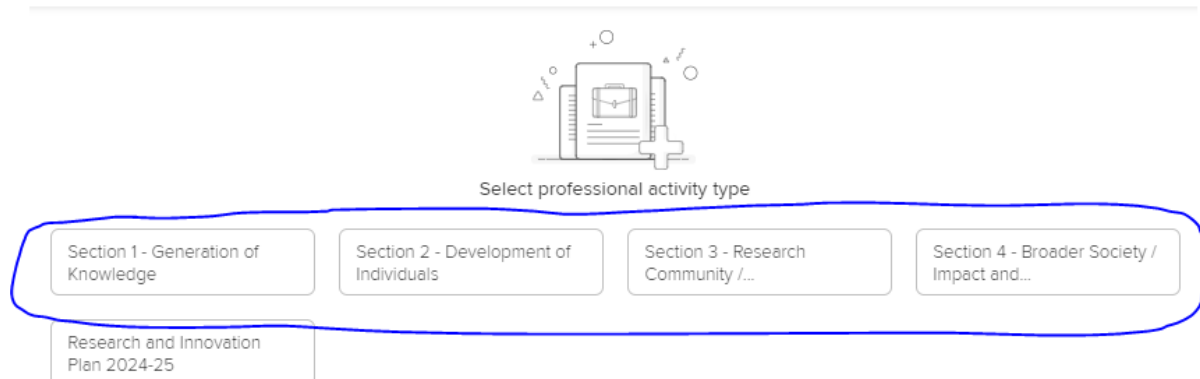 Select professional activity type
Section 1 - Generation of
Knowledge
Section 2 - Development of
Individuals
Section 3 - Research
Community /...
Section 4 - Broader Society /
Impact and...
Research and Innovation
Plan 2024-25